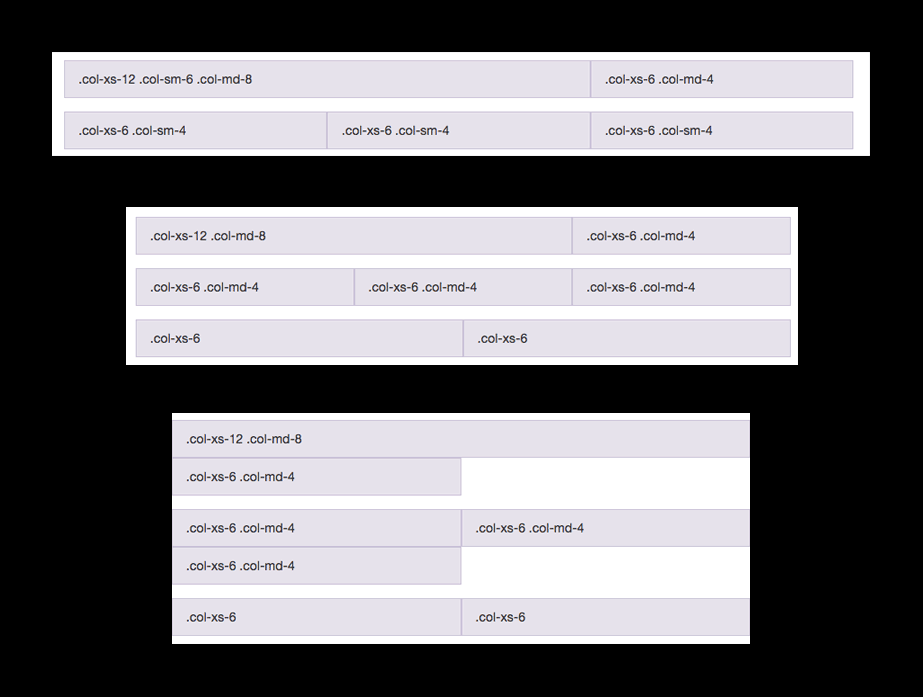 .col-xs-12 .col-sm-6 .col-md-8 .col-xs-6 .col-md-4
.col-xs-6 .col-sm-4 .col-xs-6 .col-sm-4 .col-xs-6 .col-sm-4
.col-xs-12 .col-md-8 .col-xs-6 .col-md-4
.col-xs-6 .col-md-4 .col-xs-6 .col-md-4 .col-xs-6 .col-md-4
.col-xs-6 .col-xs-6
.col-xs-12 .col-md-8
.col-xs-6 .col-md-4
.col-xs-6 .col-md-4 .col-xs-6 .col-md-4
.col-xs-6 .col-md-4
.col-xs-6 .col-xs-6